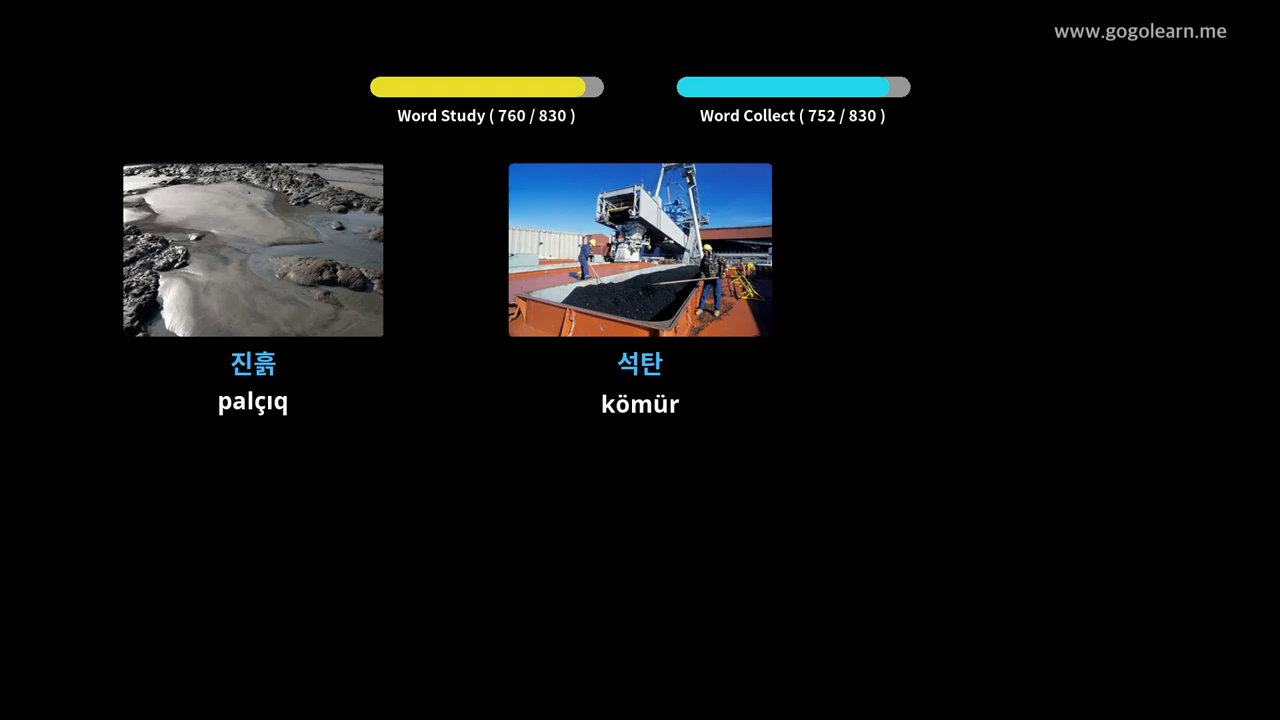 www.gogolearn.me
Word Study ( 760 / 830 )
Word Collect ( 752 / 830 )
진흙
palçıq
석탄
kömür